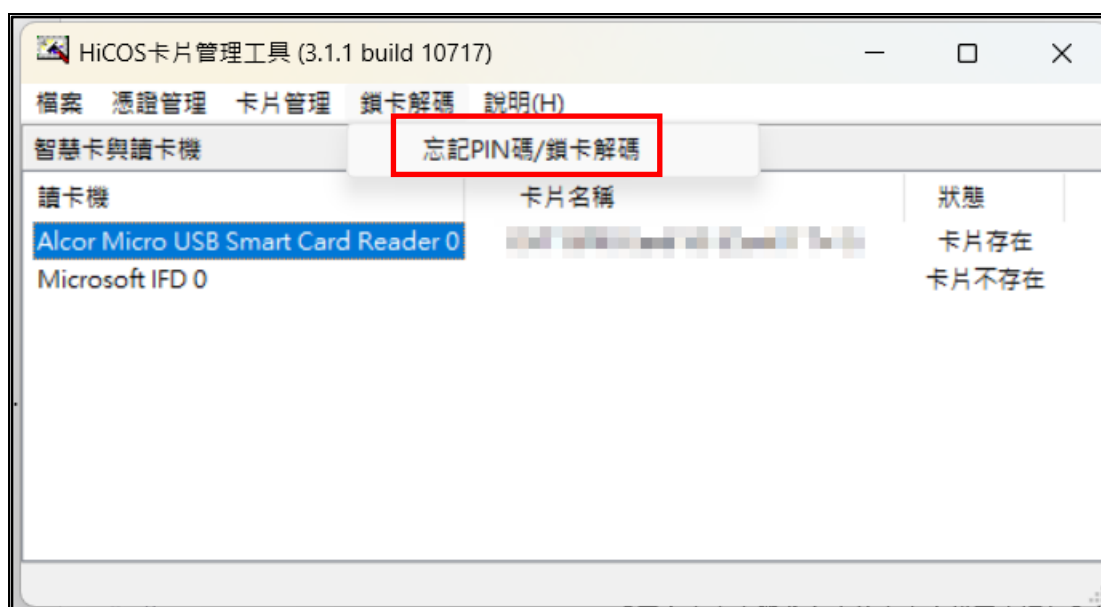 HiCOS卡片管理工具 (3.1.1 build 10717)
檔案 憑證管理 卡片管理 鎖卡解碼 說明(H)
智慧卡與讀卡機 忘記PIN碼/鎖卡解碼
讀卡機 卡片名稱 狀態
Alcor Micro USB Smart Card Reader 0 卡片存在
Microsoft IFD 0 卡片不存在